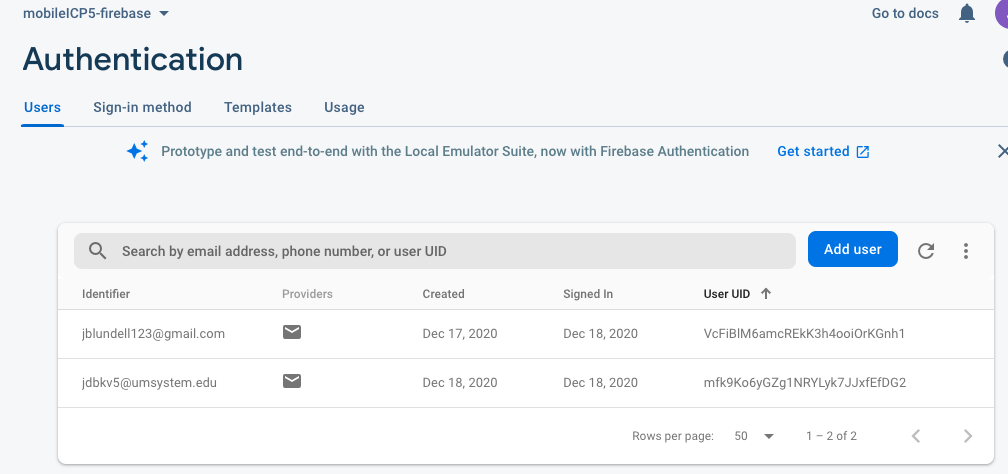 mobileICP5-firebase Go to docs
Authentication
Users Sign-in method Templates Usage
Prototype and test end-to-end with the Local Emulator Suite, now with Firebase Authentication Get started
Search by email address, phone number, or user UID Add user
Identifier Providers Created Signed In User UID
jblundell123@gmail.com Dec 17, 2020 Dec 18, 2020 VcFiBlM6amcREkK3h4ooiOrKGnh1
jdbkv5@umsystem.edu Dec 18, 2020 Dec 18, 2020 mfk9Ko6yGZg1NRYLyk7JJxfEfDG2
Rows per page: 50 1 – 2 of 2